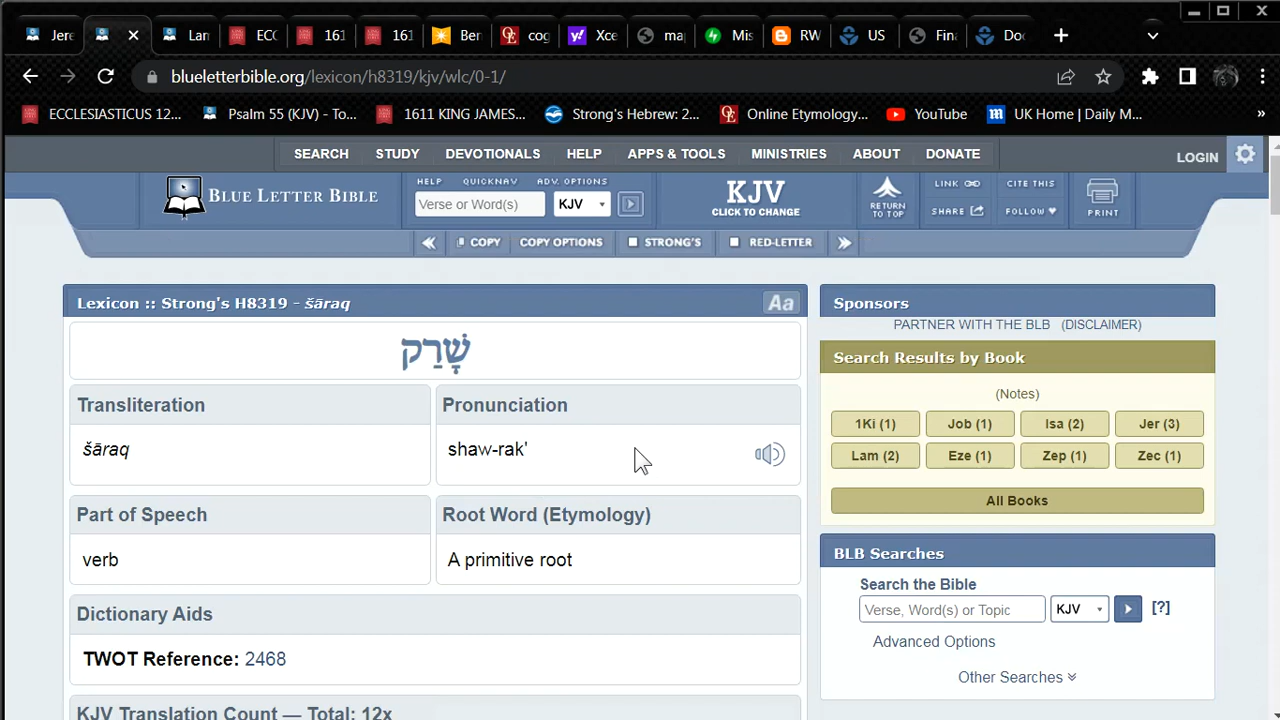 Jere
Lam
ECC
161
161
Ber
cog
Xce
ma
Mis
RW
US
Fin
Doc
blueletterbible.org/lexicon/h8319/kjv/wlc/0-1/
ECCLESIASTICUS 12...
Psalm 55 (KJV) - To...
1611 KING JAMES...
Strong's Hebrew: 2...
Online Etymology...
YouTube
UK Home | Daily M...
»
SEARCH STUDY DEVOTIONALS HELP APPS & TOOLS MINISTRIES ABOUT DONATE
LOGIN
BLUE LETTER BIBLE
HELP QUICKNAV ADV. OPTIONS
Verse or Word(s) KJV
KJV
CLICK TO CHANGE
RETURN
TO TOP
LINK CITE THIS
SHARE FOLLOW
PRINT
COPY COPY OPTIONS STRONG'S RED-LETTER
Lexicon :: Strong's H8319 - šāraq
Aa
שָׁרַק
Transliteration
šāraq
Pronunciation
shaw-rak'
Part of Speech
verb
Root Word (Etymology)
A primitive root
Dictionary Aids
TWOT Reference: 2468
KJV Translation Count — Total: 12x
Sponsors
PARTNER WITH THE BLB (DISCLAIMER)
Search Results by Book
(Notes)
1Ki (1) Job (1) Isa (2) Jer (3)
Lam (2) Eze (1) Zep (1) Zec (1)
All Books
BLB Searches
Search the Bible
Verse, Word(s) or Topic KJV [?]
Advanced Options
Other Searches